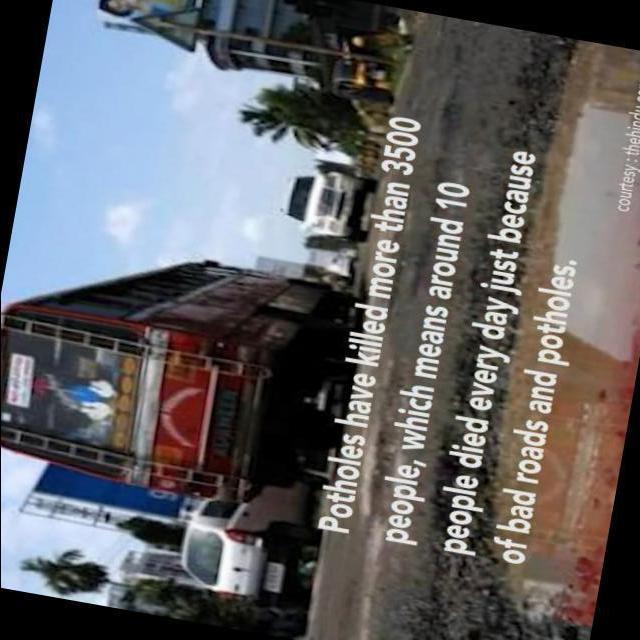 Potholes have killed more than 3500
people, which means around 10
people died every day just because
of bad roads and potholes.
courtesy : thehindu